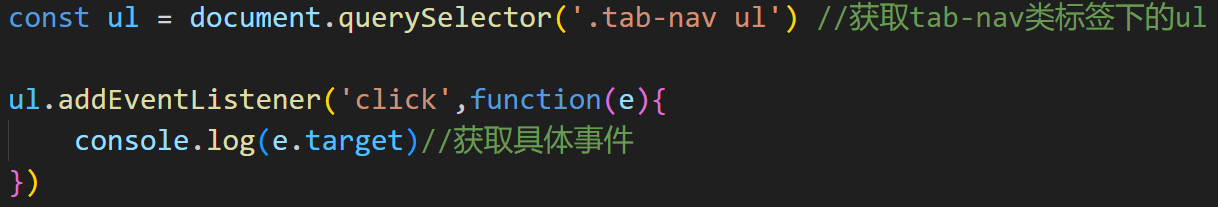 const ul = document.querySelector('.tab-nav ul') //获取tab-nav类标签下的ul
ul.addEventListener('click',function(e){
    console.log(e.target)//获取具体事件
})